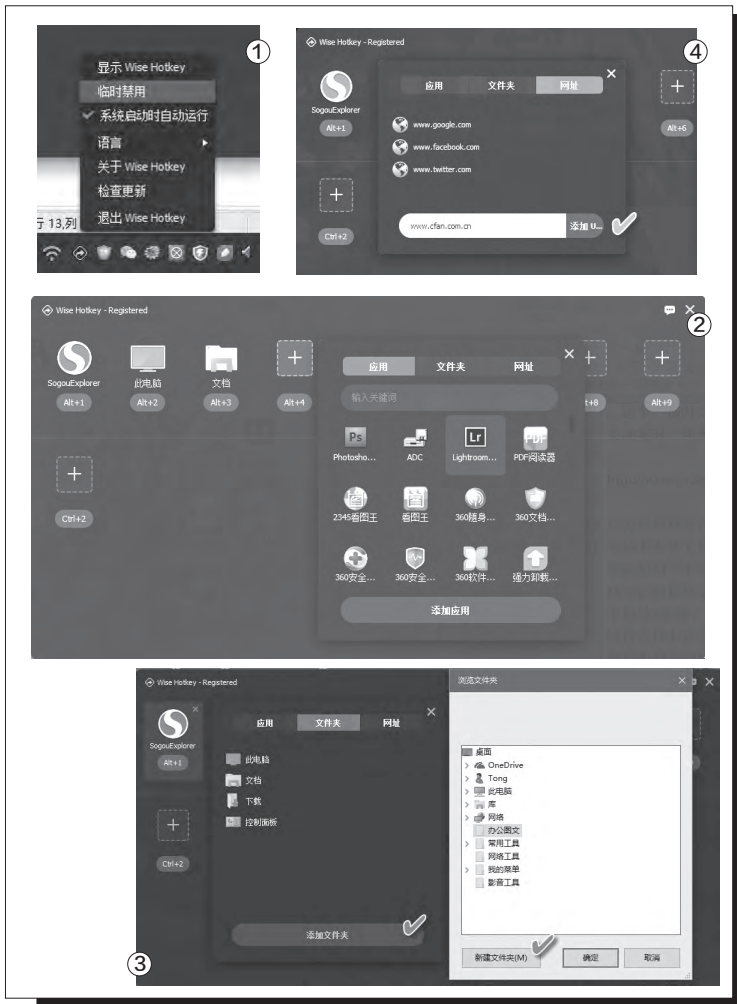 ①
显示 Wise Hotkey
临时禁用
系统启动时自动运行
语言
关于 Wise Hotkey
检查更新
退出 Wise Hotkey
行 13,列
④
Wise Hotkey - Registered
SogouExplorer
Alt+1
Ctrl+2
应用 文件夹 网址
www.google.com
www.facebook.com
www.twitter.com
www.cfan.com.cn 添加 U...
Alt+6
②
Wise Hotkey - Registered
SogouExplorer 此电脑 文档
Alt+1 Alt+2 Alt+3 Alt+4
Ctrl+2
应用 文件夹 网址
输入关键词
Ps Lr PDF
Photosho... ADC Lightroom... PDF阅读器
2345看图王 看图王 360随身... 360文档...
360安全... 360安全... 360软件... 强力卸载...
添加应用
t+8 Alt+9
③
Wise Hotkey - Registered
SogouExplorer
Alt+1
Ctrl+2
应用 文件夹 网址
此电脑
文档
下载
控制面板
添加文件夹
浏览文件夹
桌面
OneDrive
Tong
此电脑
库
网络
办公图文
常用工具
网络工具
我的菜单
影音工具
新建文件夹(M) 确定 取消